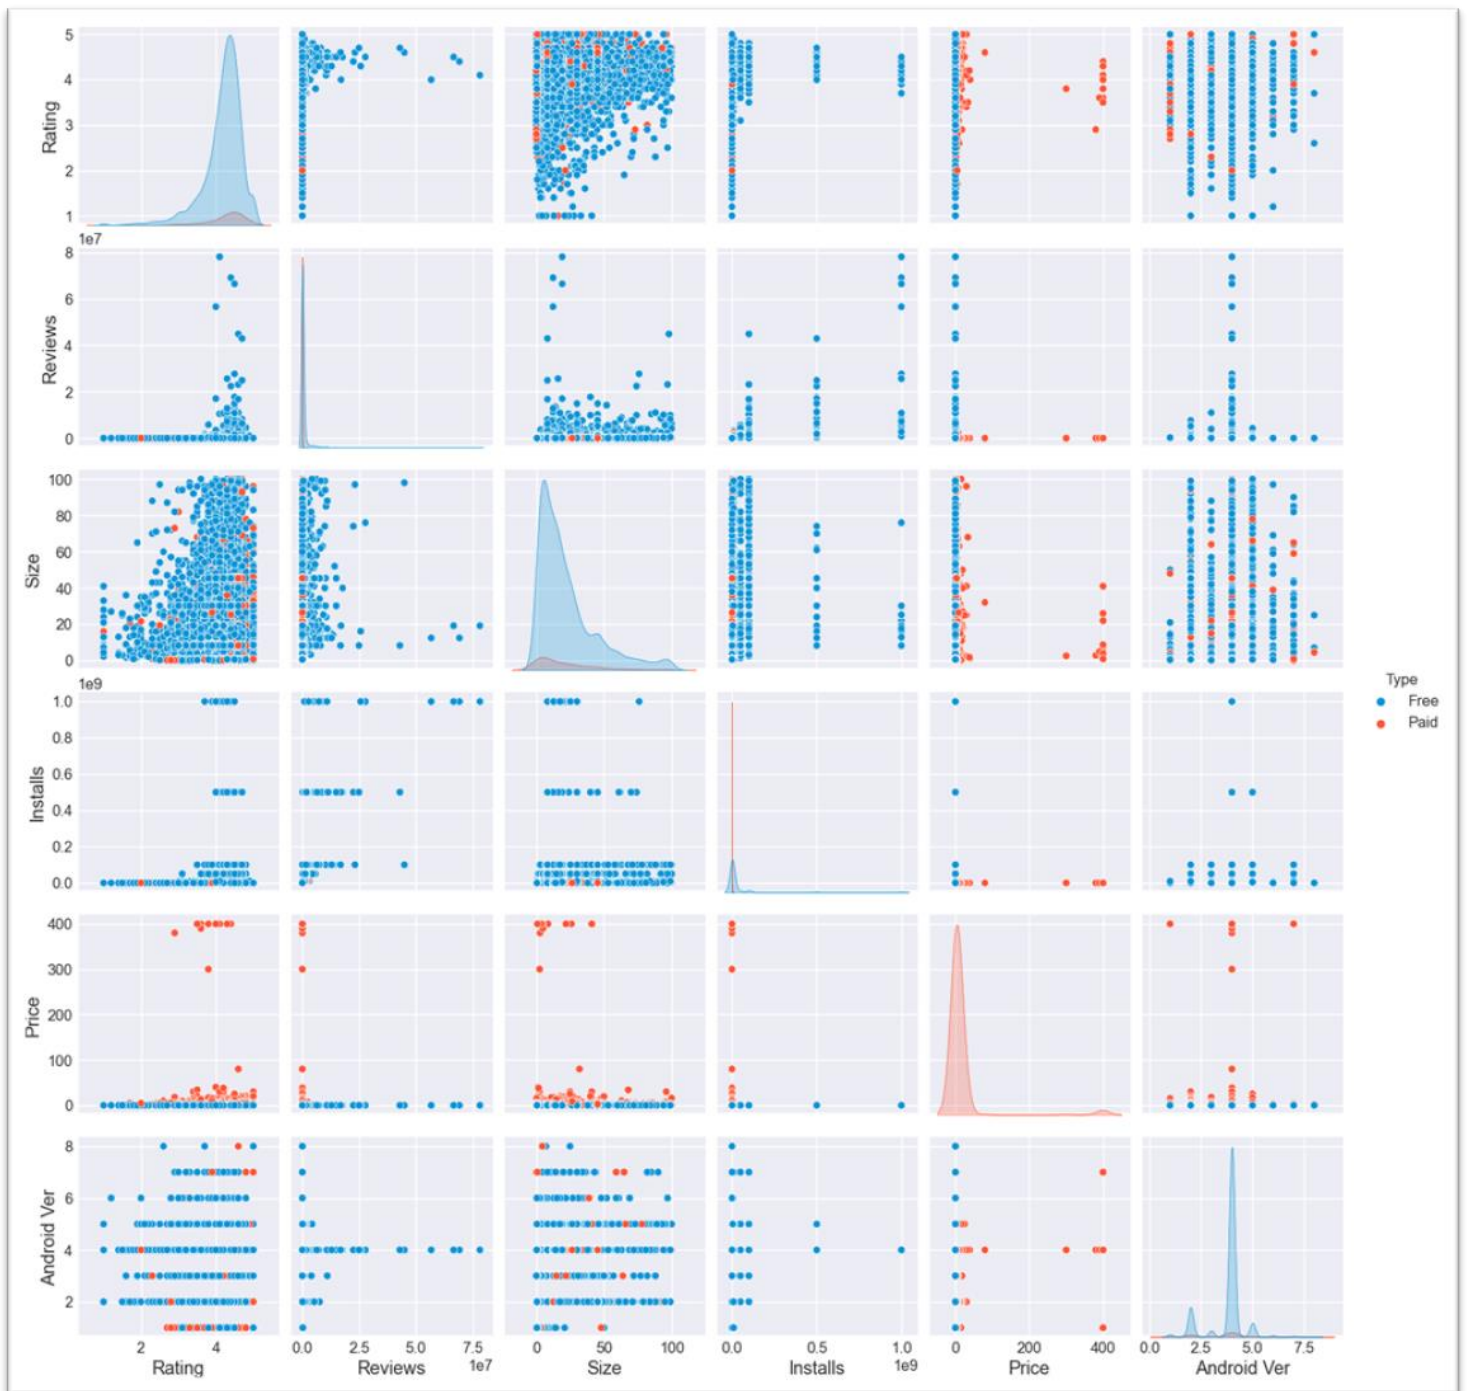 5
4
3
2
1
Rating
1e7
8
6
4
2
0
Reviews
100
80
60
40
20
0
Size
1e9
1.0
0.8
0.6
0.4
0.2
0.0
Installs
Type
Free
Paid
400
300
200
100
0
Price
8
6
4
2
Android Ver
2 4 0.0 2.5 5.0 7.5 0 50 100 0.0 0.5 1.0 0 200 400 0.0 2.5 5.0 7.5
1e7 1e9
Rating Reviews Size Installs Price Android Ver